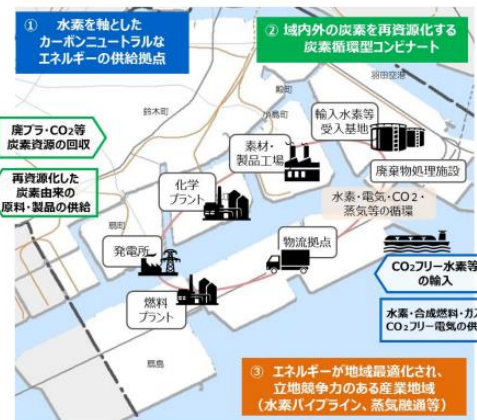 ① 水素を軸とした
カーボンニュートラルな
エネルギーの供給拠点
② 域内外の炭素を再資源化する
炭素循環型コンビナート
羽田空港
殿町
鈴木町
小島町
輸入水素等
受入基地
廃プラ・CO2等
炭素資源の回収
素材・
製品工場
廃棄物処理施設
再資源化した
炭素由来の
原料・製品の供給
化学
プラント
水素・電気・CO2・
蒸気等の循環
扇町
発電所
物流拠点
CO2フリー水素等
の輸入
燃料
プラント
水素・合成燃料・ガス
CO2フリー電気の供
扇島
③ エネルギーが地域最適化され、
立地競争力のある産業地域
（水素パイプライン、蒸気融通等）